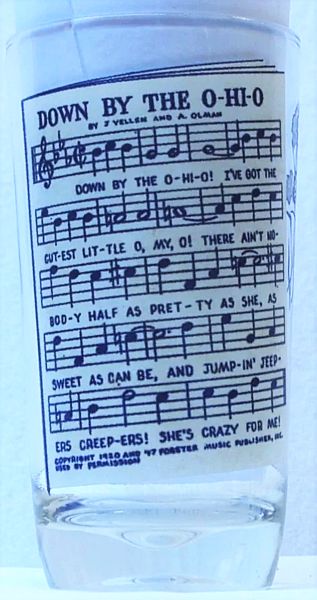 DOWN BY THE O-HI-O
BY J YELLEN AND A. OLMAN
DOWN BY THE O-HI-O! I'VE GOT THE
CUT-EST LIT-TLE O, MY, O! THERE AIN'T NO-
BOD-Y HALF AS PRET-TY AS SHE, AS
SWEET AS CAN BE, AND JUMP-IN' JEEP-
ERS CREEP-ERS! SHE'S CRAZY FOR ME!
COPYRIGHT 1920 AND '47 FORSTER MUSIC PUBLISHER, INC.
USED BY PERMISSION